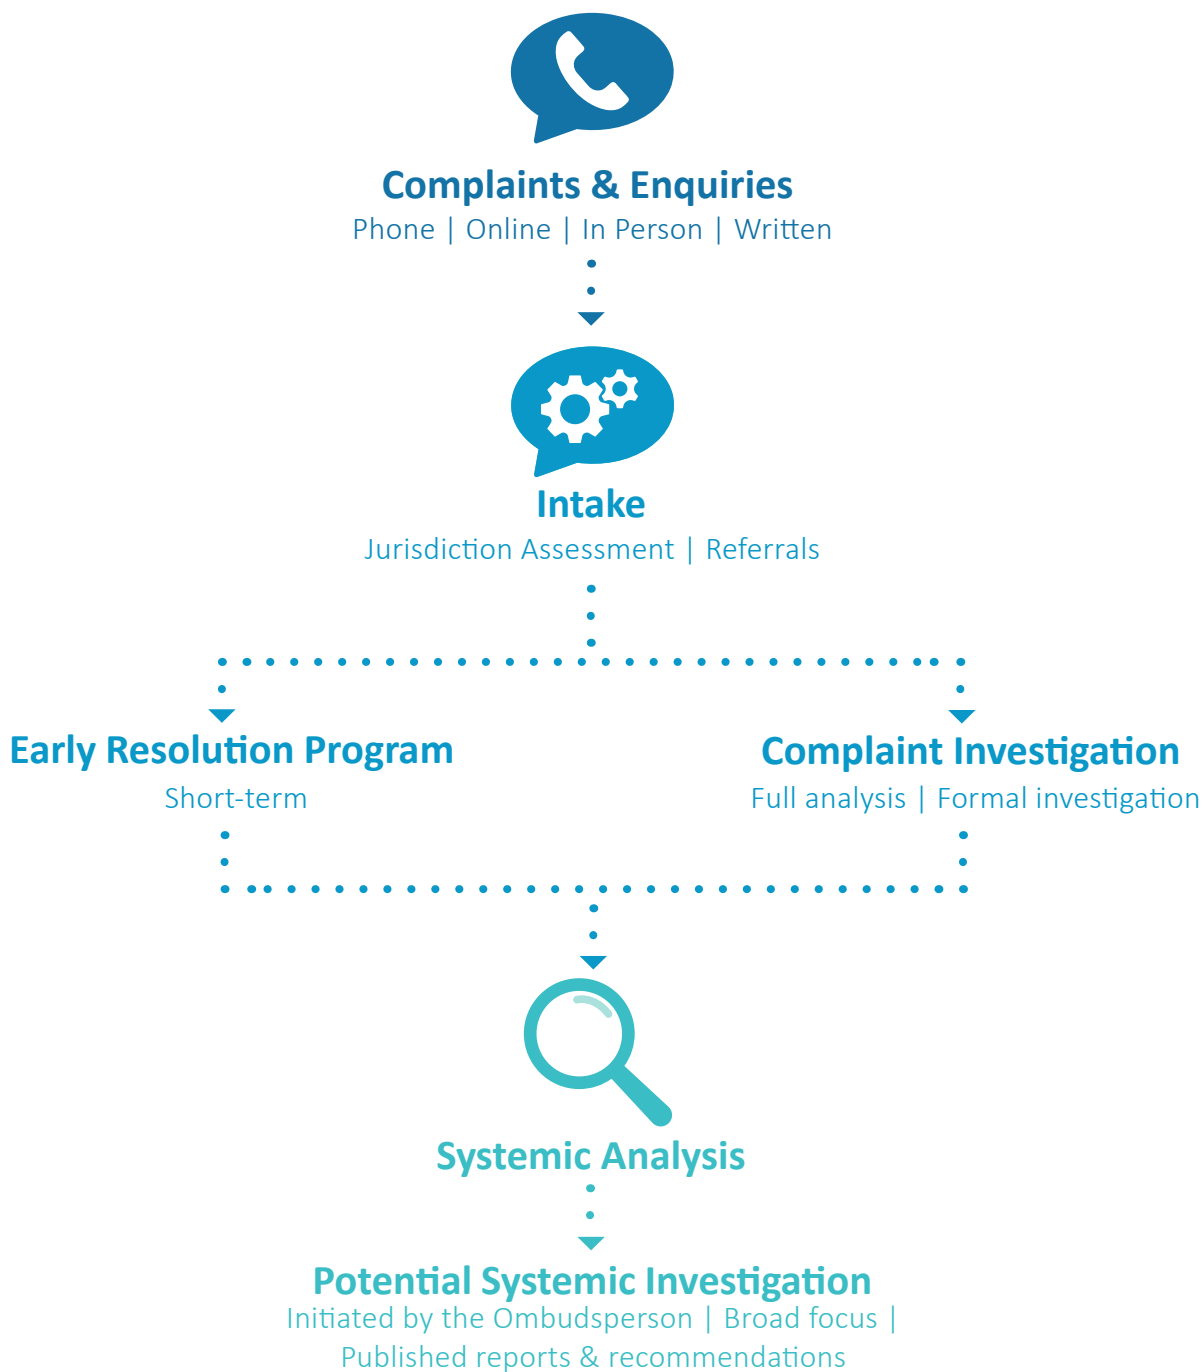 Complaints & Enquiries
Phone | Online | In Person | Written
Intake
Jurisdiction Assessment | Referrals
Early Resolution Program
Short-term
Complaint Investigation
Full analysis | Formal investigation
Systemic Analysis
Potential Systemic Investigation
Initiated by the Ombudsperson | Broad focus |
Published reports & recommendations